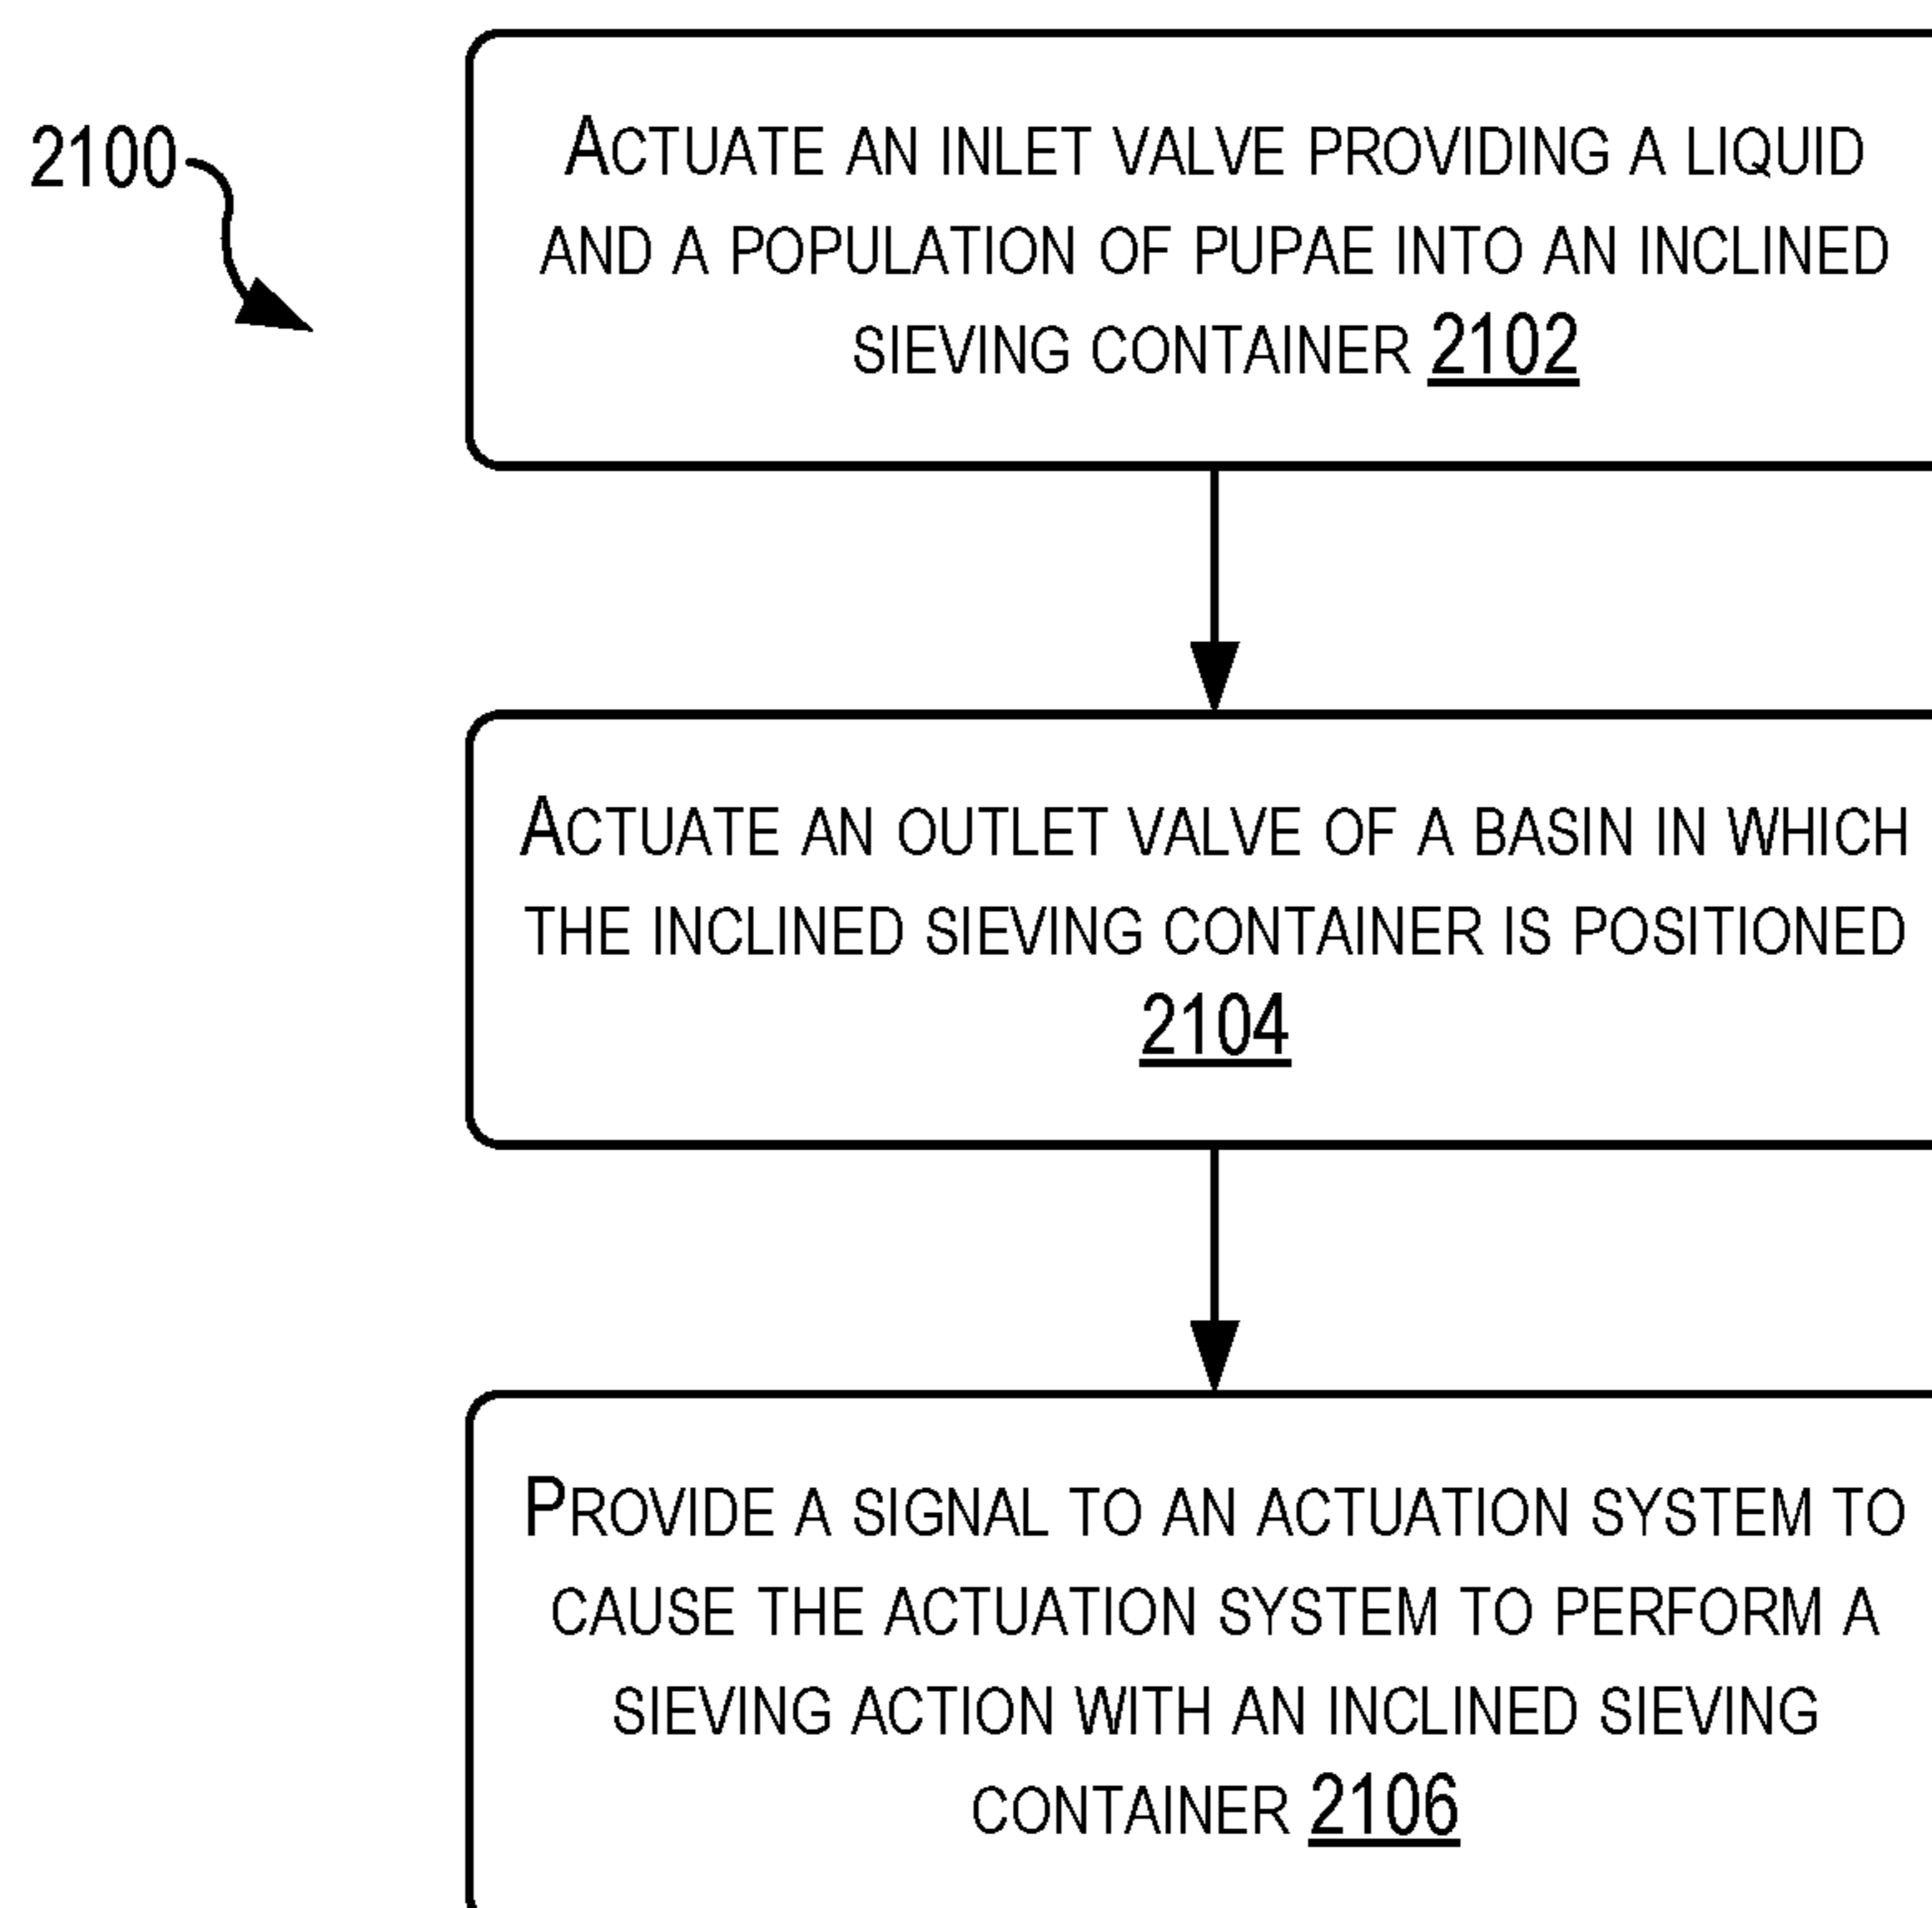 2100
ACTUATE AN INLET VALVE PROVIDING A LIQUID
AND A POPULATION OF PUPAE INTO AN INCLINED
SIEVING CONTAINER 2102
ACTUATE AN OUTLET VALVE OF A BASIN IN WHICH
THE INCLINED SIEVING CONTAINER IS POSITIONED
2104
PROVIDE A SIGNAL TO AN ACTUATION SYSTEM TO
CAUSE THE ACTUATION SYSTEM TO PERFORM A
SIEVING ACTION WITH AN INCLINED SIEVING
CONTAINER 2106